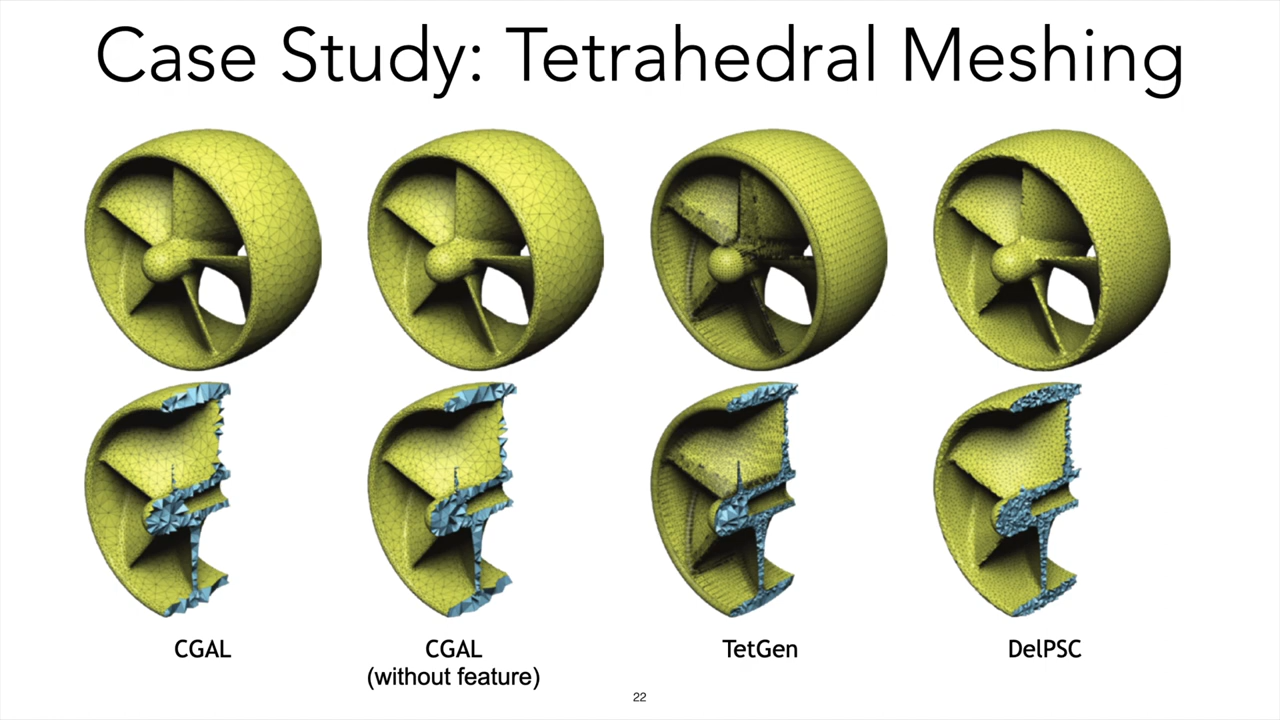 Case Study: Tetrahedral Meshing
CGAL
CGAL
(without feature)
TetGen
DelPSC
22